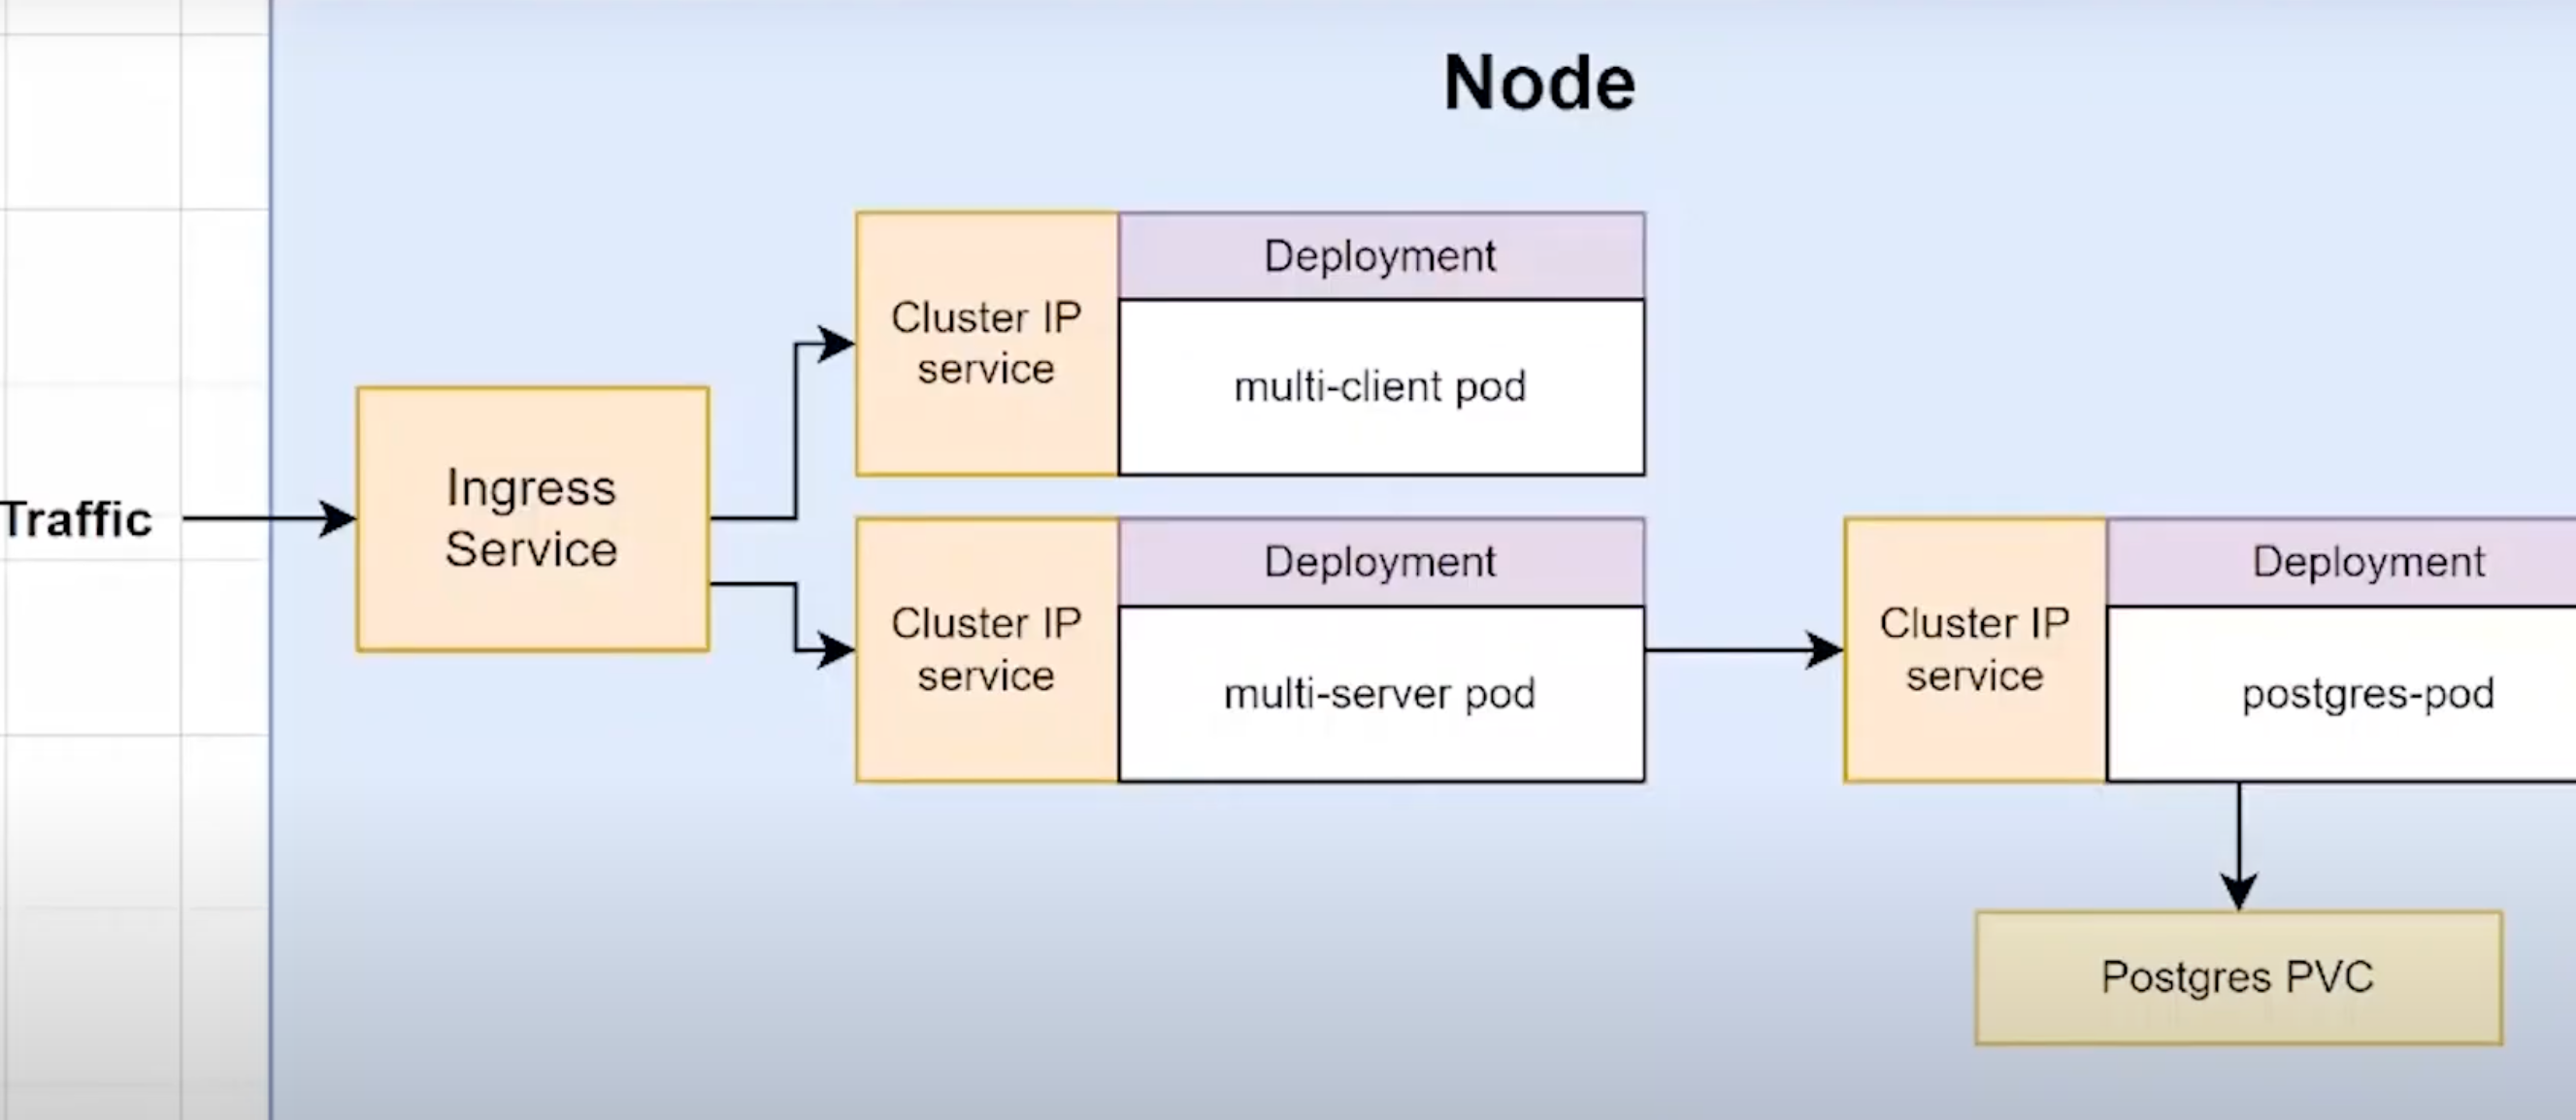 Node
Traffic
Ingress
Service
Cluster IP
service
Deployment
multi-client pod
Cluster IP
service
Deployment
multi-server pod
Cluster IP
service
Deployment
postgres-pod
Postgres PVC